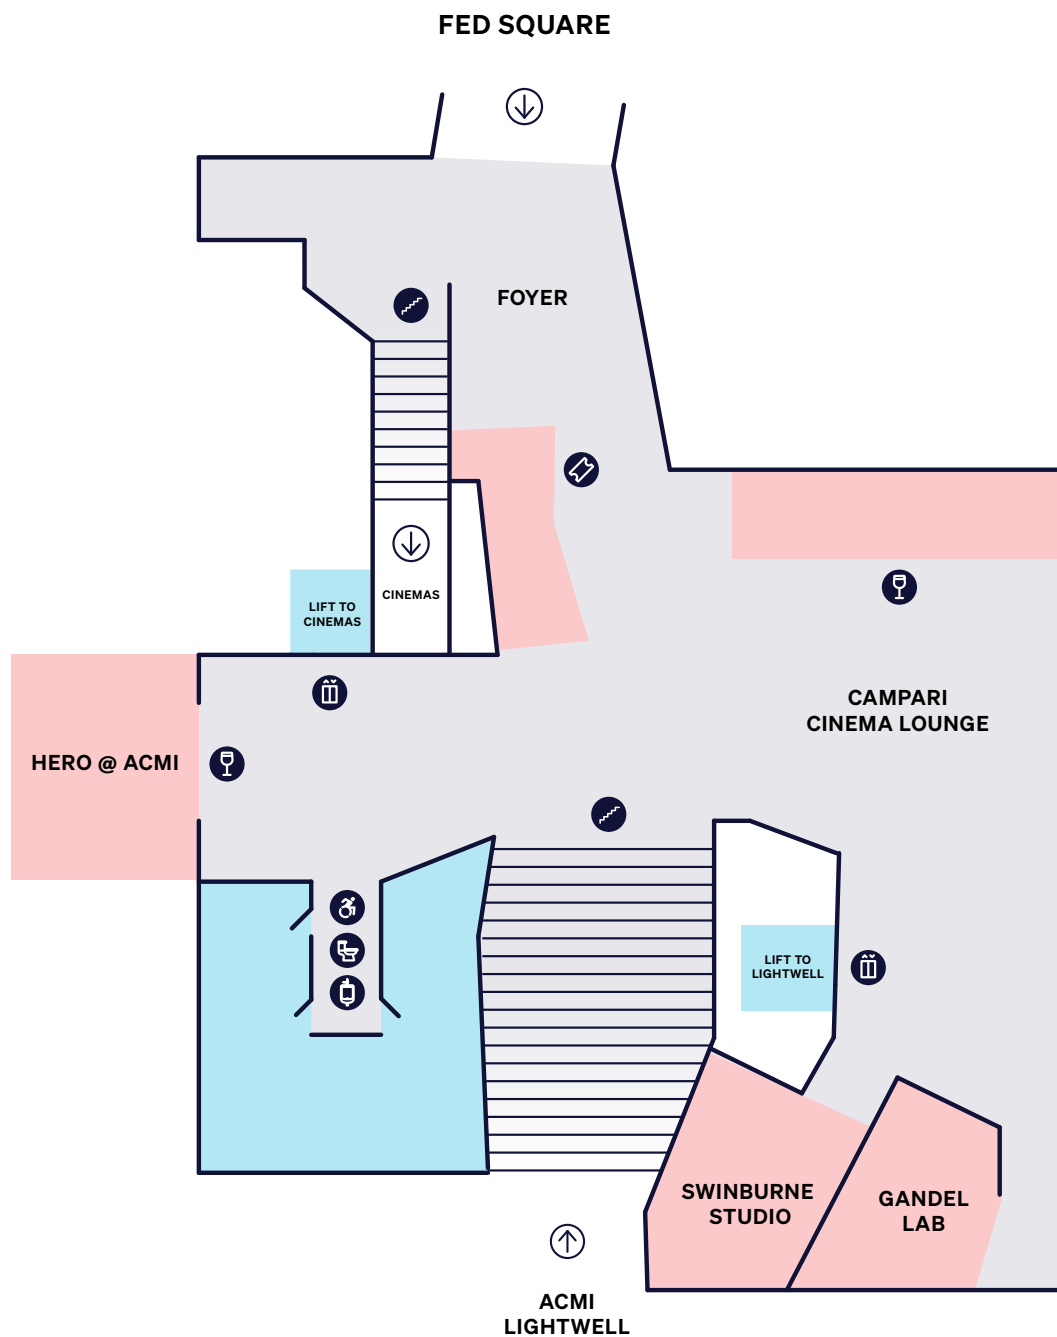 FED SQUARE
FOYER
CINEMAS
LIFT TO
CINEMAS
CAMPARI
CINEMA LOUNGE
HERO @ ACMI
LIFT TO
LIGHTWELL
SWINBURNE
STUDIO
GANDEL
LAB
ACMI
LIGHTWELL